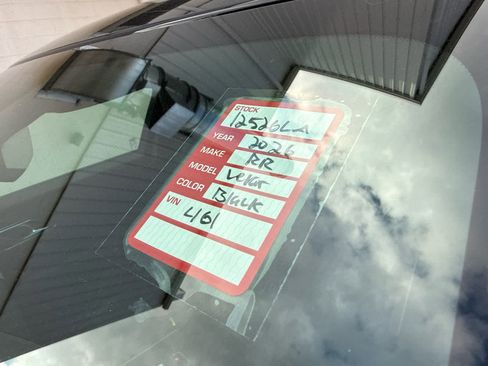 STOCK
12526LA
YEAR 2026
MAKE RR
MODEL Velar
COLOR Black
VIN 461